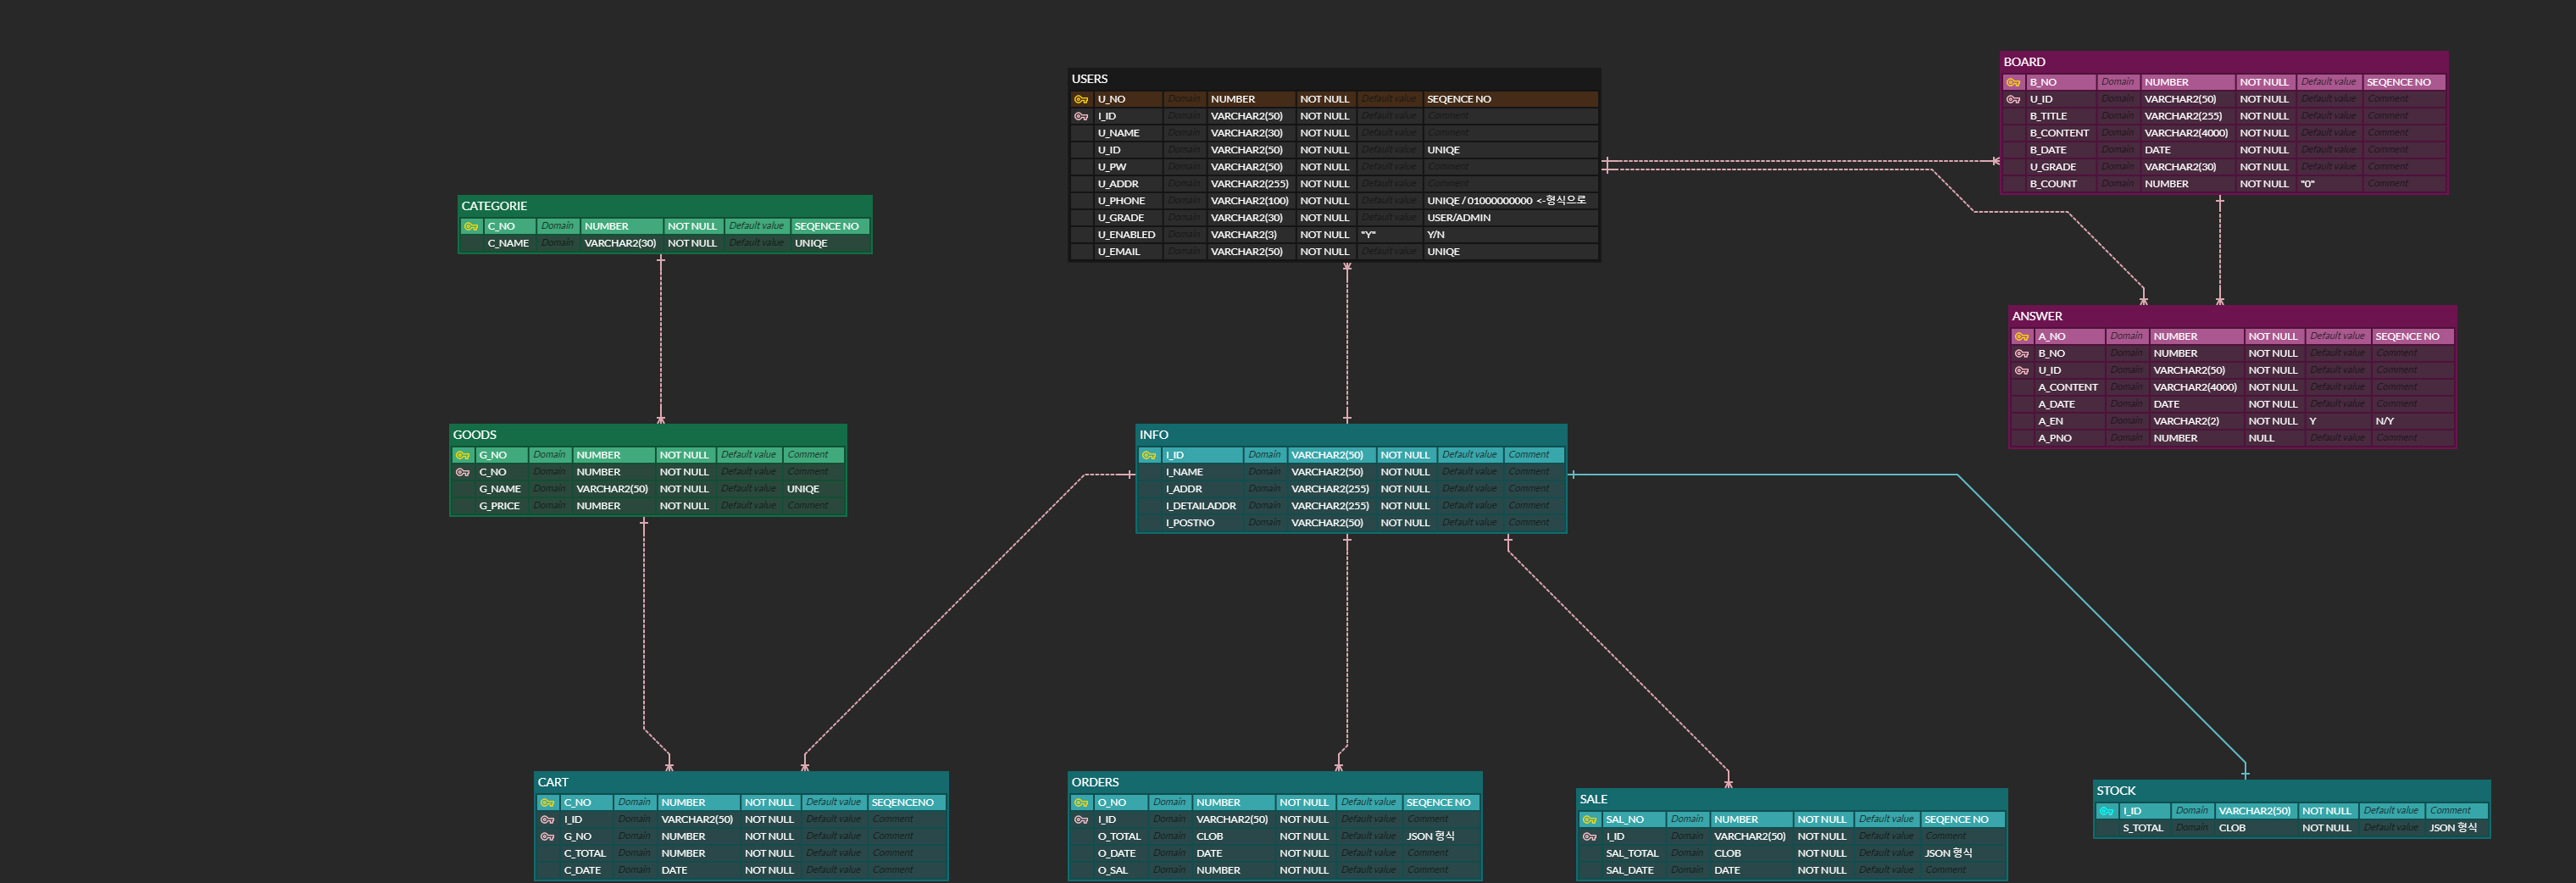 USERS
U_NO Domain NUMBER NOT NULL Default value SEQENCE NO
I_ID Domain VARCHAR2(50) NOT NULL Default value Comment
U_NAME Domain VARCHAR2(30) NOT NULL Default value Comment
U_ID Domain VARCHAR2(50) NOT NULL Default value UNIQE
U_PW Domain VARCHAR2(50) NOT NULL Default value Comment
U_ADDR Domain VARCHAR2(255) NOT NULL Default value Comment
U_PHONE Domain VARCHAR2(100) NOT NULL Default value UNIQE / 01000000000 <-형식으로
U_GRADE Domain VARCHAR2(30) NOT NULL Default value USER/ADMIN
U_ENABLED Domain VARCHAR2(3) NOT NULL "Y" Y/N
U_EMAIL Domain VARCHAR2(50) NOT NULL Default value UNIQE
BOARD
B_NO Domain NUMBER NOT NULL Default value SEQENCE NO
U_ID Domain VARCHAR2(50) NOT NULL Default value Comment
B_TITLE Domain VARCHAR2(255) NOT NULL Default value Comment
B_CONTENT Domain VARCHAR2(4000) NOT NULL Default value Comment
B_DATE Domain DATE NOT NULL Default value Comment
U_GRADE Domain VARCHAR2(30) NOT NULL Default value Comment
B_COUNT Domain NUMBER NOT NULL "0" Comment
CATEGORIE
C_NO Domain NUMBER NOT NULL Default value SEQENCE NO
C_NAME Domain VARCHAR2(30) NOT NULL Default value UNIQE
ANSWER
A_NO Domain NUMBER NOT NULL Default value SEQENCE NO
B_NO Domain NUMBER NOT NULL Default value Comment
U_ID Domain VARCHAR2(50) NOT NULL Default value Comment
A_CONTENT Domain VARCHAR2(4000) NOT NULL Default value Comment
A_DATE Domain DATE NOT NULL Default value Comment
A_EN Domain VARCHAR2(2) NOT NULL Y N/Y
A_PNO Domain NUMBER NULL Default value Comment
GOODS
G_NO Domain NUMBER NOT NULL Default value Comment
C_NO Domain NUMBER NOT NULL Default value Comment
G_NAME Domain VARCHAR2(50) NOT NULL Default value UNIQE
G_PRICE Domain NUMBER NOT NULL Default value Comment
INFO
I_ID Domain VARCHAR2(50) NOT NULL Default value Comment
I_NAME Domain VARCHAR2(50) NOT NULL Default value Comment
I_ADDR Domain VARCHAR2(255) NOT NULL Default value Comment
I_DETAILADDR Domain VARCHAR2(255) NOT NULL Default value Comment
I_POSTNO Domain VARCHAR2(50) NOT NULL Default value Comment
CART
C_NO Domain NUMBER NOT NULL Default value SEQENCENO
I_ID Domain VARCHAR2(50) NOT NULL Default value Comment
G_NO Domain NUMBER NOT NULL Default value Comment
C_TOTAL Domain NUMBER NOT NULL Default value Comment
C_DATE Domain DATE NOT NULL Default value Comment
ORDERS
O_NO Domain NUMBER NOT NULL Default value SEQENCE NO
I_ID Domain VARCHAR2(50) NOT NULL Default value Comment
O_TOTAL Domain CLOB NOT NULL Default value JSON 형식
O_DATE Domain DATE NOT NULL Default value Comment
O_SAL Domain NUMBER NOT NULL Default value Comment
SALE
SAL_NO Domain NUMBER NOT NULL Default value SEQENCE NO
I_ID Domain VARCHAR2(50) NOT NULL Default value Comment
SAL_TOTAL Domain CLOB NOT NULL Default value JSON 형식
SAL_DATE Domain DATE NOT NULL Default value Comment
STOCK
I_ID Domain VARCHAR2(50) NOT NULL Default value Comment
S_TOTAL Domain CLOB NOT NULL Default value JSON 형식